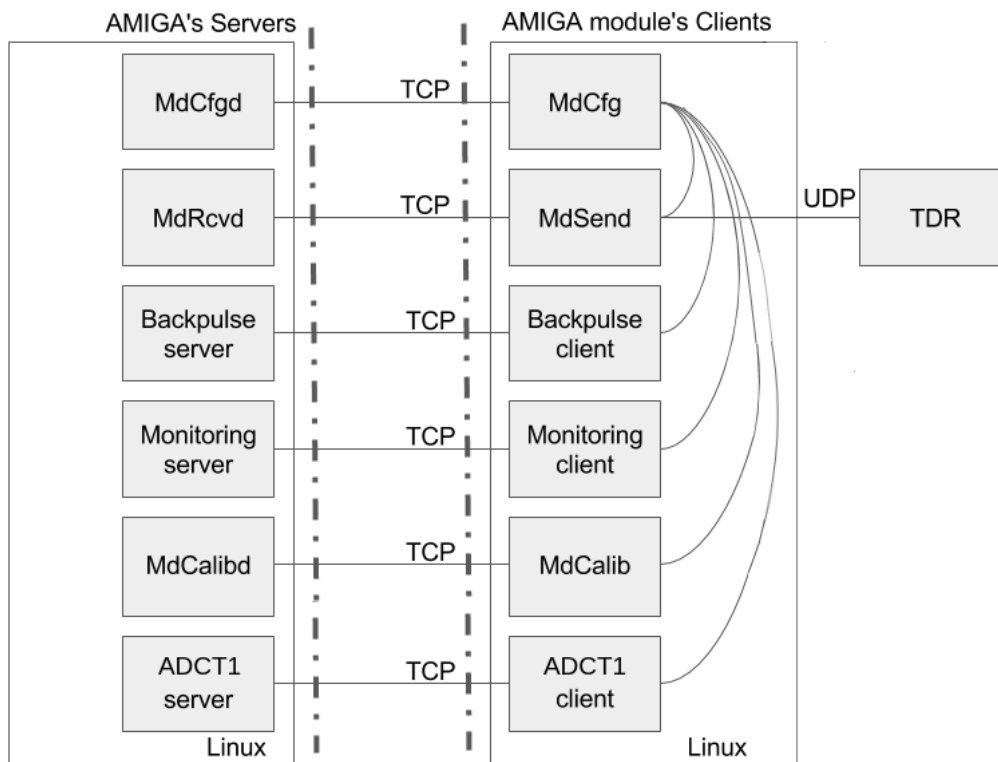 AMIGA's Servers
AMIGA module's Clients
MdCfgd
TCP
MdCfg
MdRcvd
TCP
MdSend
UDP
TDR
Backpulse
server
TCP
Backpulse
client
Monitoring
server
TCP
Monitoring
client
MdCalibd
TCP
MdCalib
ADCT1
server
TCP
ADCT1
client
Linux
Linux